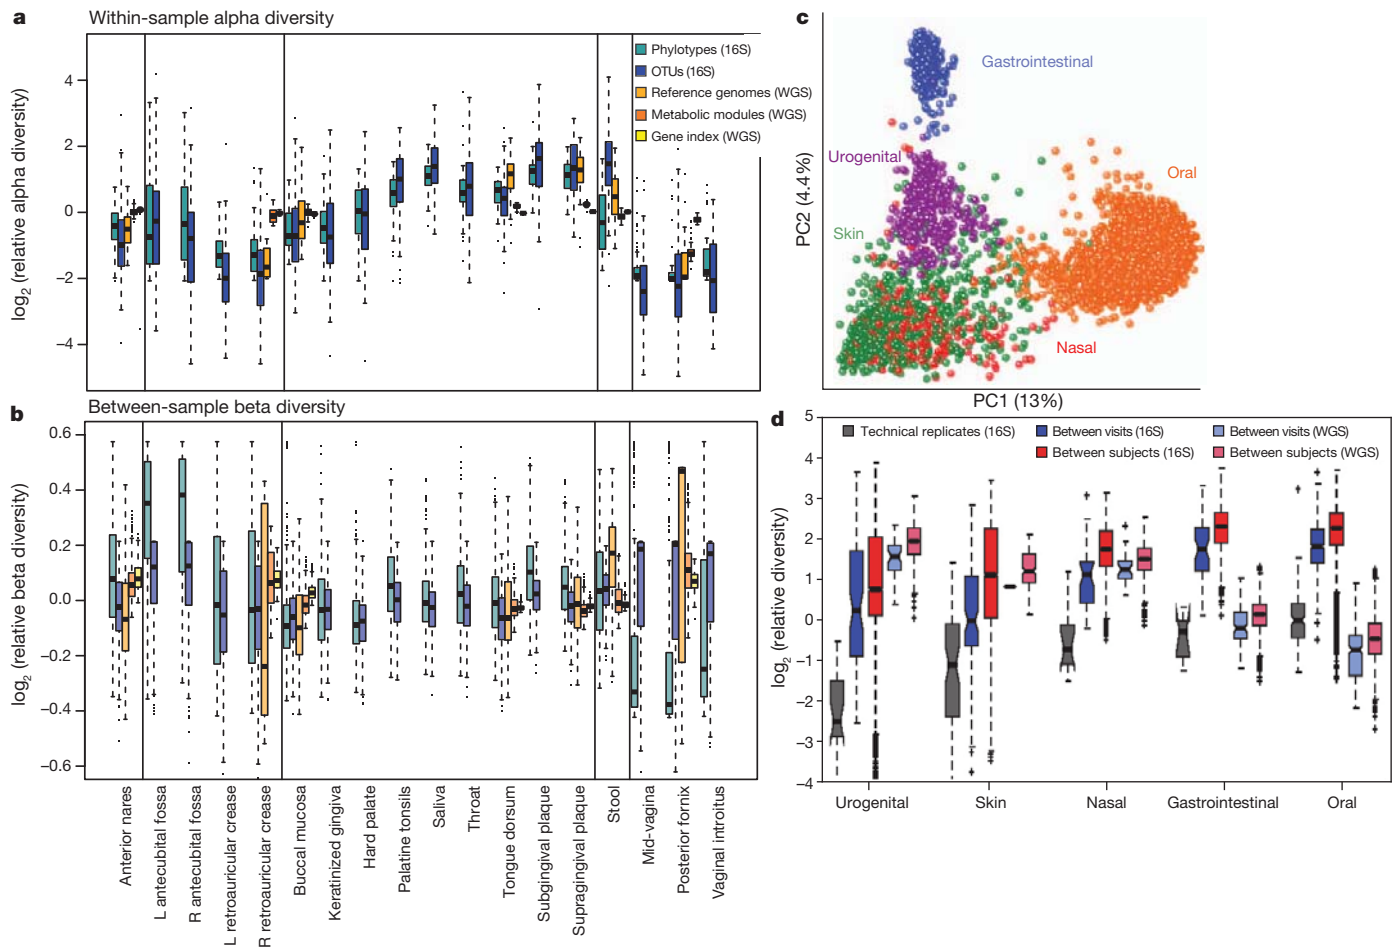 a Within-sample alpha diversity
log2 (relative alpha diversity)
4
2
0
–2
–4
Phylotypes (16S)
OTUs (16S)
Reference genomes (WGS)
Metabolic modules (WGS)
Gene index (WGS)
b Between-sample beta diversity
log2 (relative beta diversity)
0.6
0.4
0.2
0.0
–0.2
–0.4
–0.6
Anterior nares
L antecubital fossa
R antecubital fossa
L retroauricular crease
R retroauricular crease
Buccal mucosa
Keratinized gingiva
Hard palate
Palatine tonsils
Saliva
Throat
Tongue dorsum
Subgingival plaque
Supragingival plaque
Stool
Mid-vagina
Posterior fornix
Vaginal introitus
c
PC2 (4.4%)
Gastrointestinal
Urogenital
Oral
Skin
Nasal
PC1 (13%)
d
log2 (relative diversity)
5
4
3
2
1
0
–1
–2
–3
–4
Technical replicates (16S)
Between visits (16S)
Between visits (WGS)
Between subjects (16S)
Between subjects (WGS)
Urogenital
Skin
Nasal
Gastrointestinal
Oral